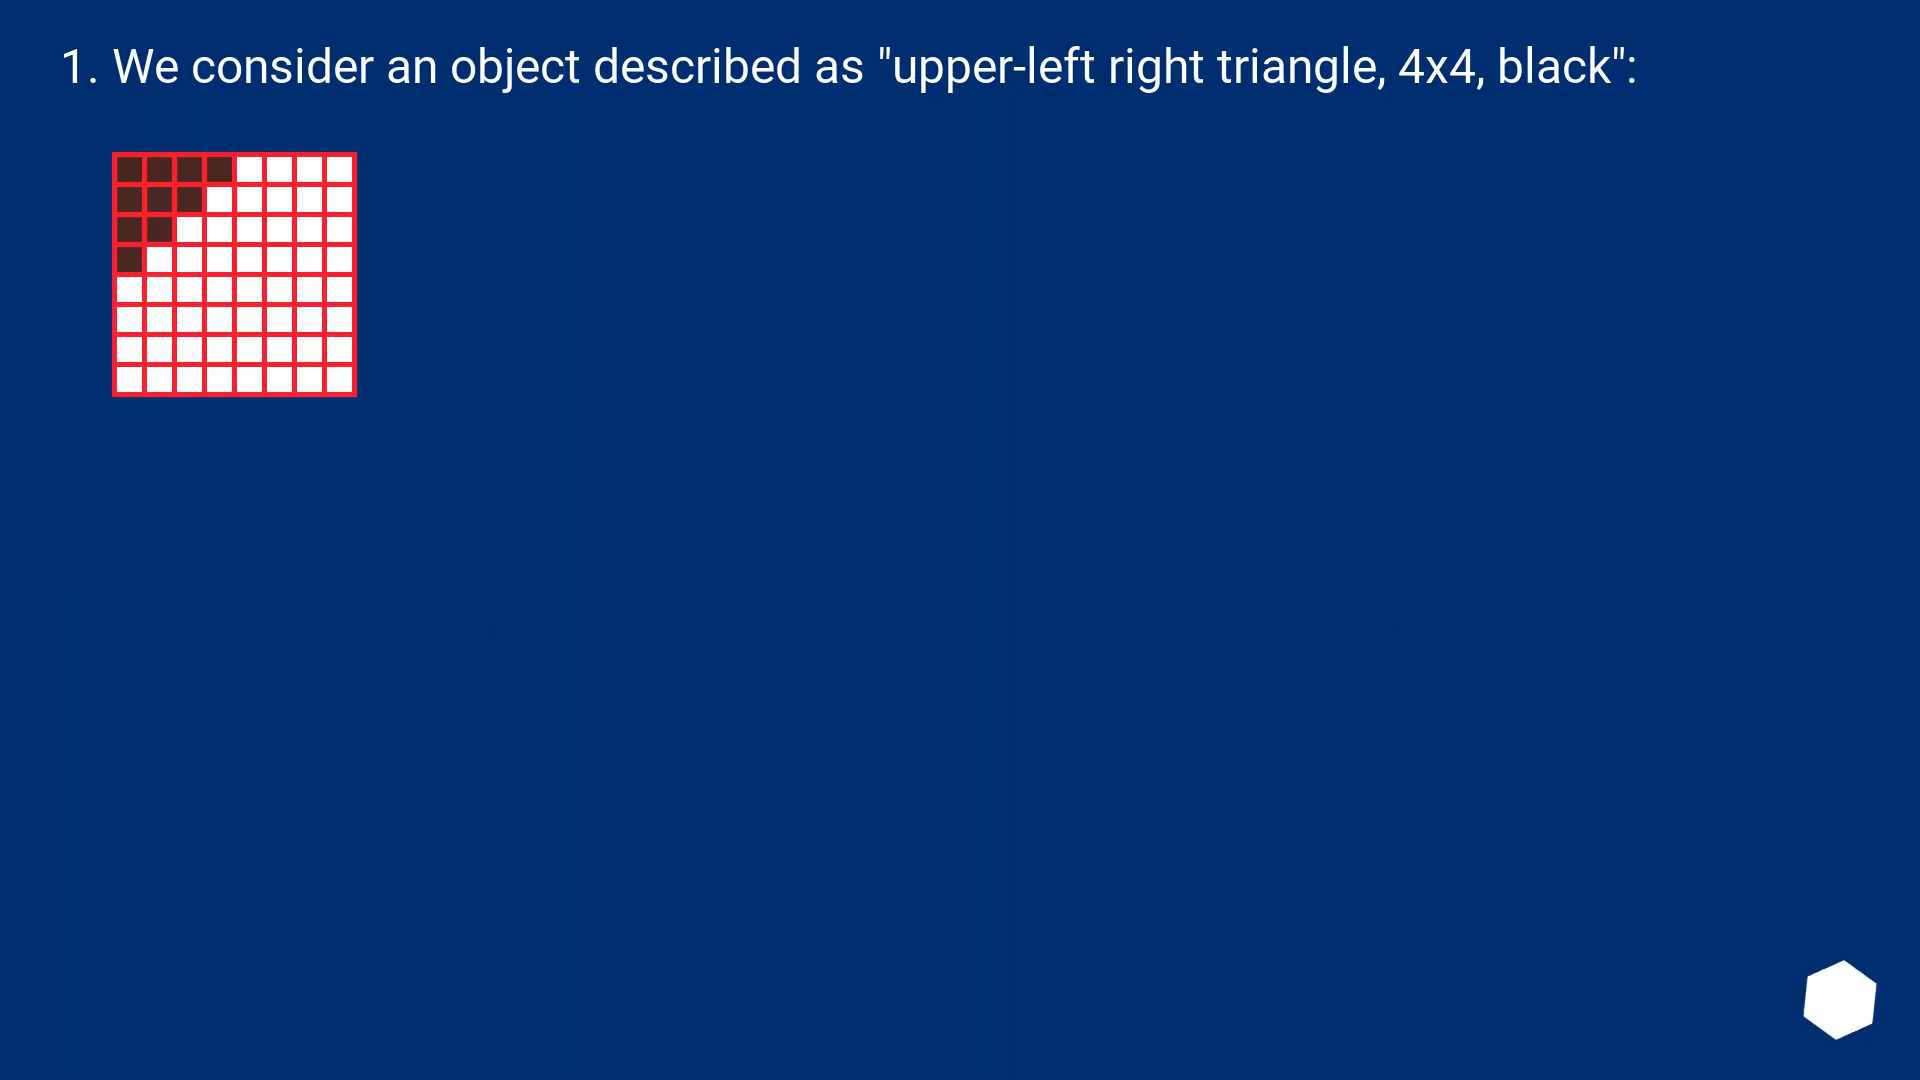 1. We consider an object described as "upper-left right triangle, 4x4, black":